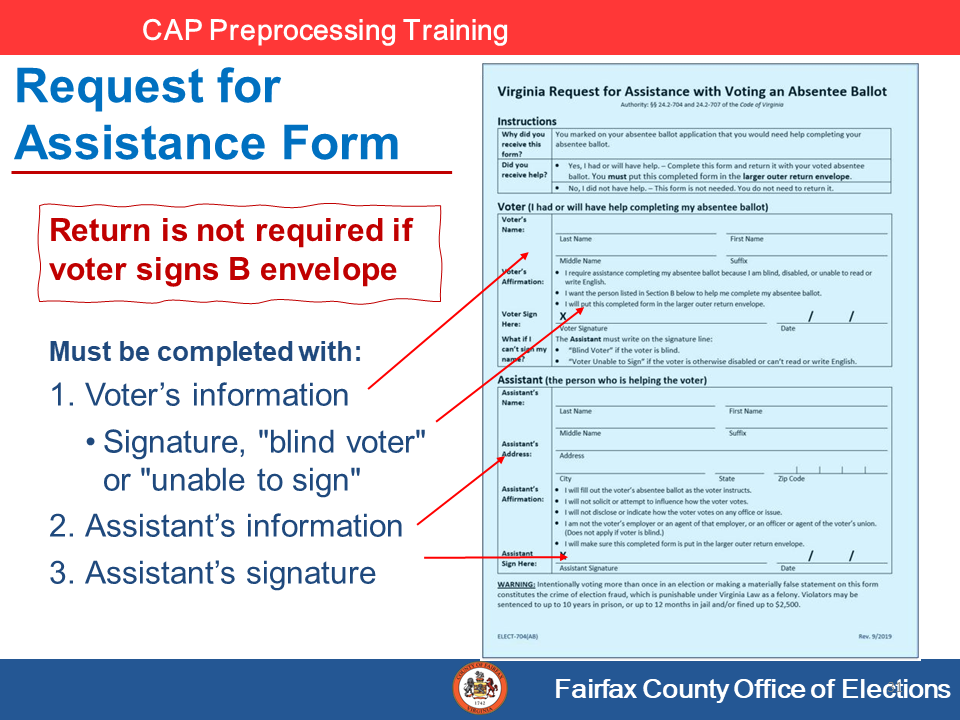 CAP Preprocessing Training
Request for
Assistance Form
Return is not required if
voter signs B envelope
Must be completed with:
1. Voter's information
• Signature, "blind voter"
or "unable to sign"
2. Assistant's information
3. Assistant's signature
Virginia Request for Assistance with Voting an Absentee Ballot
Authority: §§ 24.2-704 and 24.2-707 of the Code of Virginia
Instructions
Why did you
receive this
form?
You marked on your absentee ballot application that you would need help completing your
absentee ballot.
Did you
receive help?
• Yes, I had or will have help. – Complete this form and return it with your voted absentee
ballot. You must put this completed form in the larger outer return envelope.
• No, I did not have help. – This form is not needed. You do not need to return it.
Voter (I had or will have help completing my absentee ballot)
Voter's
Name:
Last Name First Name
Middle Name Suffix
Voter's
Affirmation:
• I require assistance completing my absentee ballot because I am blind, disabled, or unable to read or
write English.
• I want the person listed in Section B below to help me complete my absentee ballot.
• I will put this completed form in the larger outer return envelope.
Voter Sign
Here:
X / /
Voter Signature Date
What if I
can't sign my
name?
The Assistant must write on the signature line:
• "Blind Voter" if the voter is blind.
• "Voter Unable to Sign" if the voter is otherwise disabled or can't read or write English.
Assistant (the person who is helping the voter)
Assistant's
Name:
Last Name First Name
Middle Name Suffix
Assistant's
Address:
Address
City State Zip Code
Assistant's
Affirmation:
• I will fill out the voter's absentee ballot as the voter instructs.
• I will not solicit or attempt to influence how the voter votes.
• I will not disclose or indicate how the voter votes on any office or issue.
• I am not the voter's employer or an agent of that employer, or an officer or agent of the voter's union.
(Does not apply if voter is blind.)
• I will make sure this completed form is put in the larger outer return envelope.
Assistant
Sign Here:
X / /
Assistant Signature Date
WARNING: Intentionally voting more than once in an election or making a materially false statement on this form
constitutes the crime of election fraud, which is punishable under Virginia Law as a felony. Violators may be
sentenced to up to 10 years in prison, or up to 12 months in jail and/or fined up to $2,500.
ELECT-704(AB) Rev. 9/2019
COUNTY OF FAIRFAX
1742
Fairfax County Office of Elections